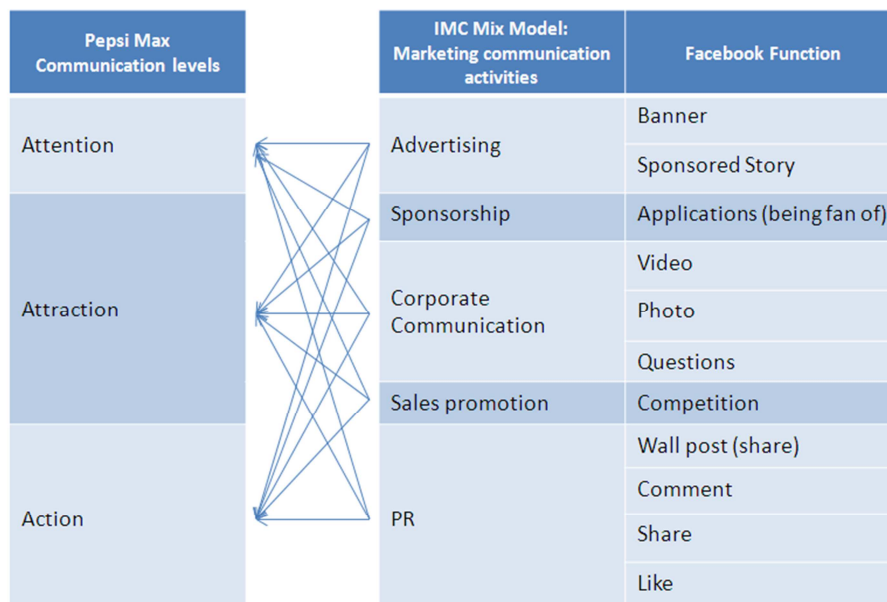 Pepsi Max
Communication levels
IMC Mix Model:
Marketing communication
activities
Facebook Function
Attention
Advertising
Banner
Sponsored Story
Attraction
Sponsorship
Applications (being fan of)
Corporate
Communication
Video
Photo
Questions
Sales promotion
Competition
Action
PR
Wall post (share)
Comment
Share
Like